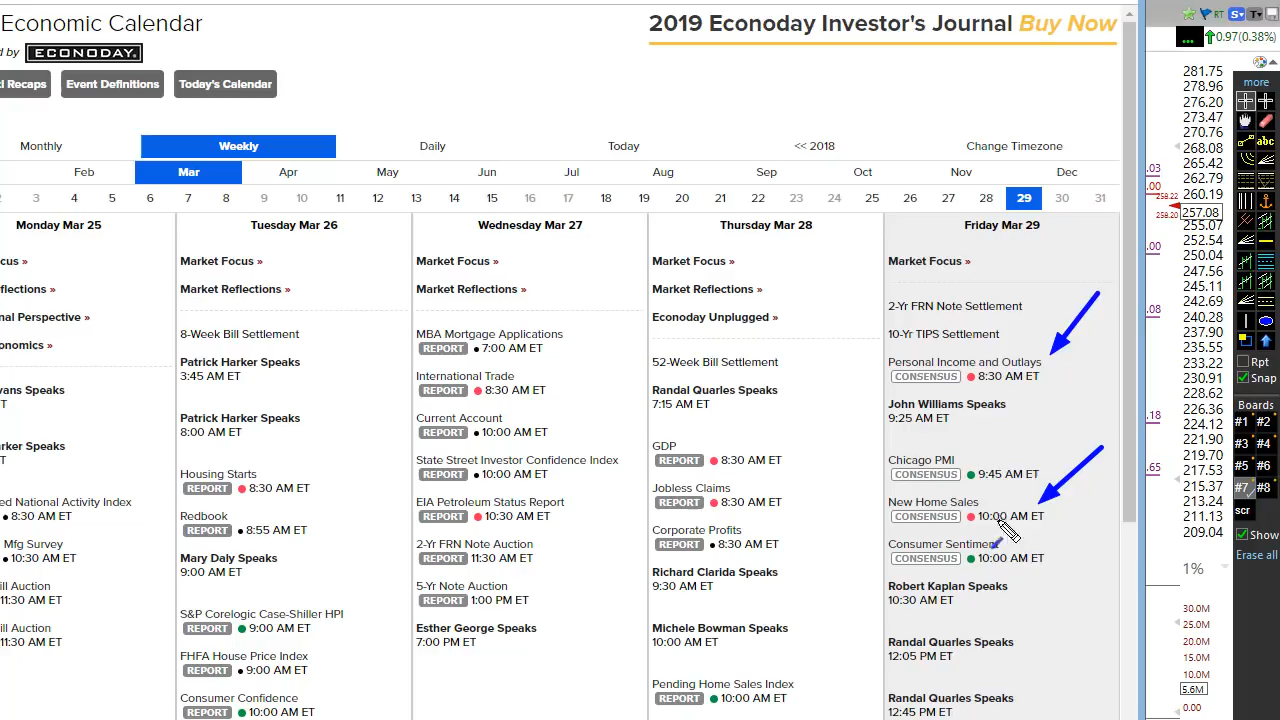 Economic Calendar
2019 Econoday Investor's Journal Buy Now
d by ECONODAY®
Recaps
Event Definitions
Today's Calendar
Monthly
Weekly
Daily
Today
<< 2018
Change Timezone
Feb
Mar
Apr
May
Jun
Jul
Aug
Sep
Oct
Nov
Dec
2 3 4 5 6 7 8 9 10 11 12 13 14 15 16 17 18 19 20 21 22 23 24 25 26 27 28 29 30 31
Monday Mar 25
cus »
flections »
nal Perspective »
onomics »
vans Speaks
ET
rker Speaks
ET
ed National Activity Index
8:30 AM ET
Mfg Survey
10:30 AM ET
ill Auction
11:30 AM ET
ill Auction
11:30 AM ET
Tuesday Mar 26
Market Focus »
Market Reflections »
8-Week Bill Settlement
Patrick Harker Speaks
3:45 AM ET
Patrick Harker Speaks
8:00 AM ET
Housing Starts
REPORT 8:30 AM ET
Redbook
REPORT 8:55 AM ET
Mary Daly Speaks
9:00 AM ET
S&P Corelogic Case-Shiller HPI
REPORT 9:00 AM ET
FHFA House Price Index
REPORT 9:00 AM ET
Consumer Confidence
REPORT 10:00 AM ET
Wednesday Mar 27
Market Focus »
Market Reflections »
MBA Mortgage Applications
REPORT 7:00 AM ET
International Trade
REPORT 8:30 AM ET
Current Account
REPORT 10:00 AM ET
State Street Investor Confidence Index
REPORT 10:00 AM ET
EIA Petroleum Status Report
REPORT 10:30 AM ET
2-Yr FRN Note Auction
REPORT 11:30 AM ET
5-Yr Note Auction
REPORT 1:00 PM ET
Esther George Speaks
7:00 PM ET
Thursday Mar 28
Market Focus »
Market Reflections »
Econoday Unplugged »
52-Week Bill Settlement
Randal Quarles Speaks
7:15 AM ET
GDP
REPORT 8:30 AM ET
Jobless Claims
REPORT 8:30 AM ET
Corporate Profits
REPORT 8:30 AM ET
Richard Clarida Speaks
9:30 AM ET
Michele Bowman Speaks
10:00 AM ET
Pending Home Sales Index
REPORT 10:00 AM ET
Friday Mar 29
Market Focus »
2-Yr FRN Note Settlement
10-Yr TIPS Settlement
Personal Income and Outlays
CONSENSUS 8:30 AM ET
John Williams Speaks
9:25 AM ET
Chicago PMI
CONSENSUS 9:45 AM ET
New Home Sales
CONSENSUS 10:00 AM ET
Consumer Sentiment
CONSENSUS 10:00 AM ET
Robert Kaplan Speaks
10:30 AM ET
Randal Quarles Speaks
12:05 PM ET
Randal Quarles Speaks
12:45 PM ET
RT S T
... 0.97(0.38%)
.03
.00
258.22
258.20
.00
.08
.18
.65
281.75
278.96
276.20
273.47
270.76
268.08
265.42
262.79
260.19
257.08
255.07
252.54
250.04
247.56
245.11
242.69
240.28
237.90
235.55
233.22
230.91
228.62
226.36
224.12
221.90
219.70
217.53
215.37
213.24
211.13
209.04
1%
30.0M
25.0M
20.0M
15.0M
10.0M
5.6M
0.00
more
abc
Rpt
Snap
Boards
#1 #2
#3 #4
#5 #6
#7 #8
scr
Show
Erase all